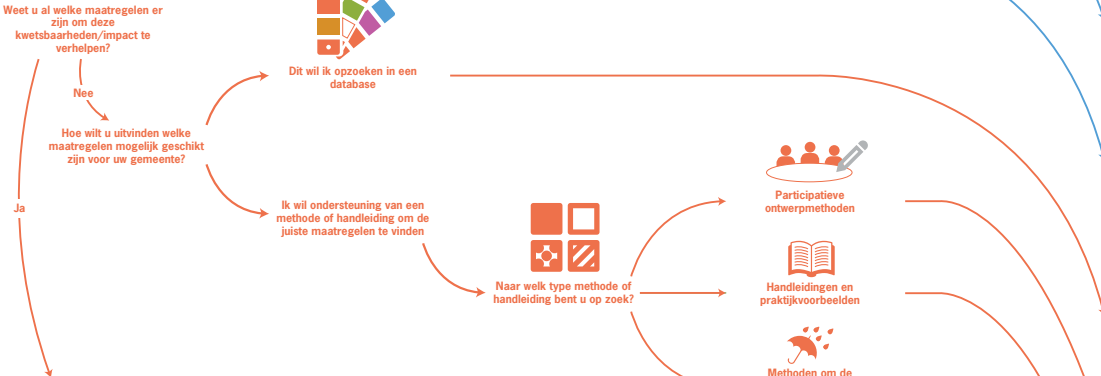 Weet u al welke maatregelen er
zijn om deze
kwetsbaarheden/impact te
verhelpen?
Nee
Ja
Hoe wilt u uitvinden welke
maatregelen mogelijk geschikt
zijn voor uw gemeente?
Dit wil ik opzoeken in een
database
Ik wil ondersteuning van een
methode of handleiding om de
juiste maatregelen te vinden
Naar welk type methode of
handleiding bent u op zoek?
Participatieve
ontwerpmethoden
Handleidingen en
praktijkvoorbeelden
Methoden om de